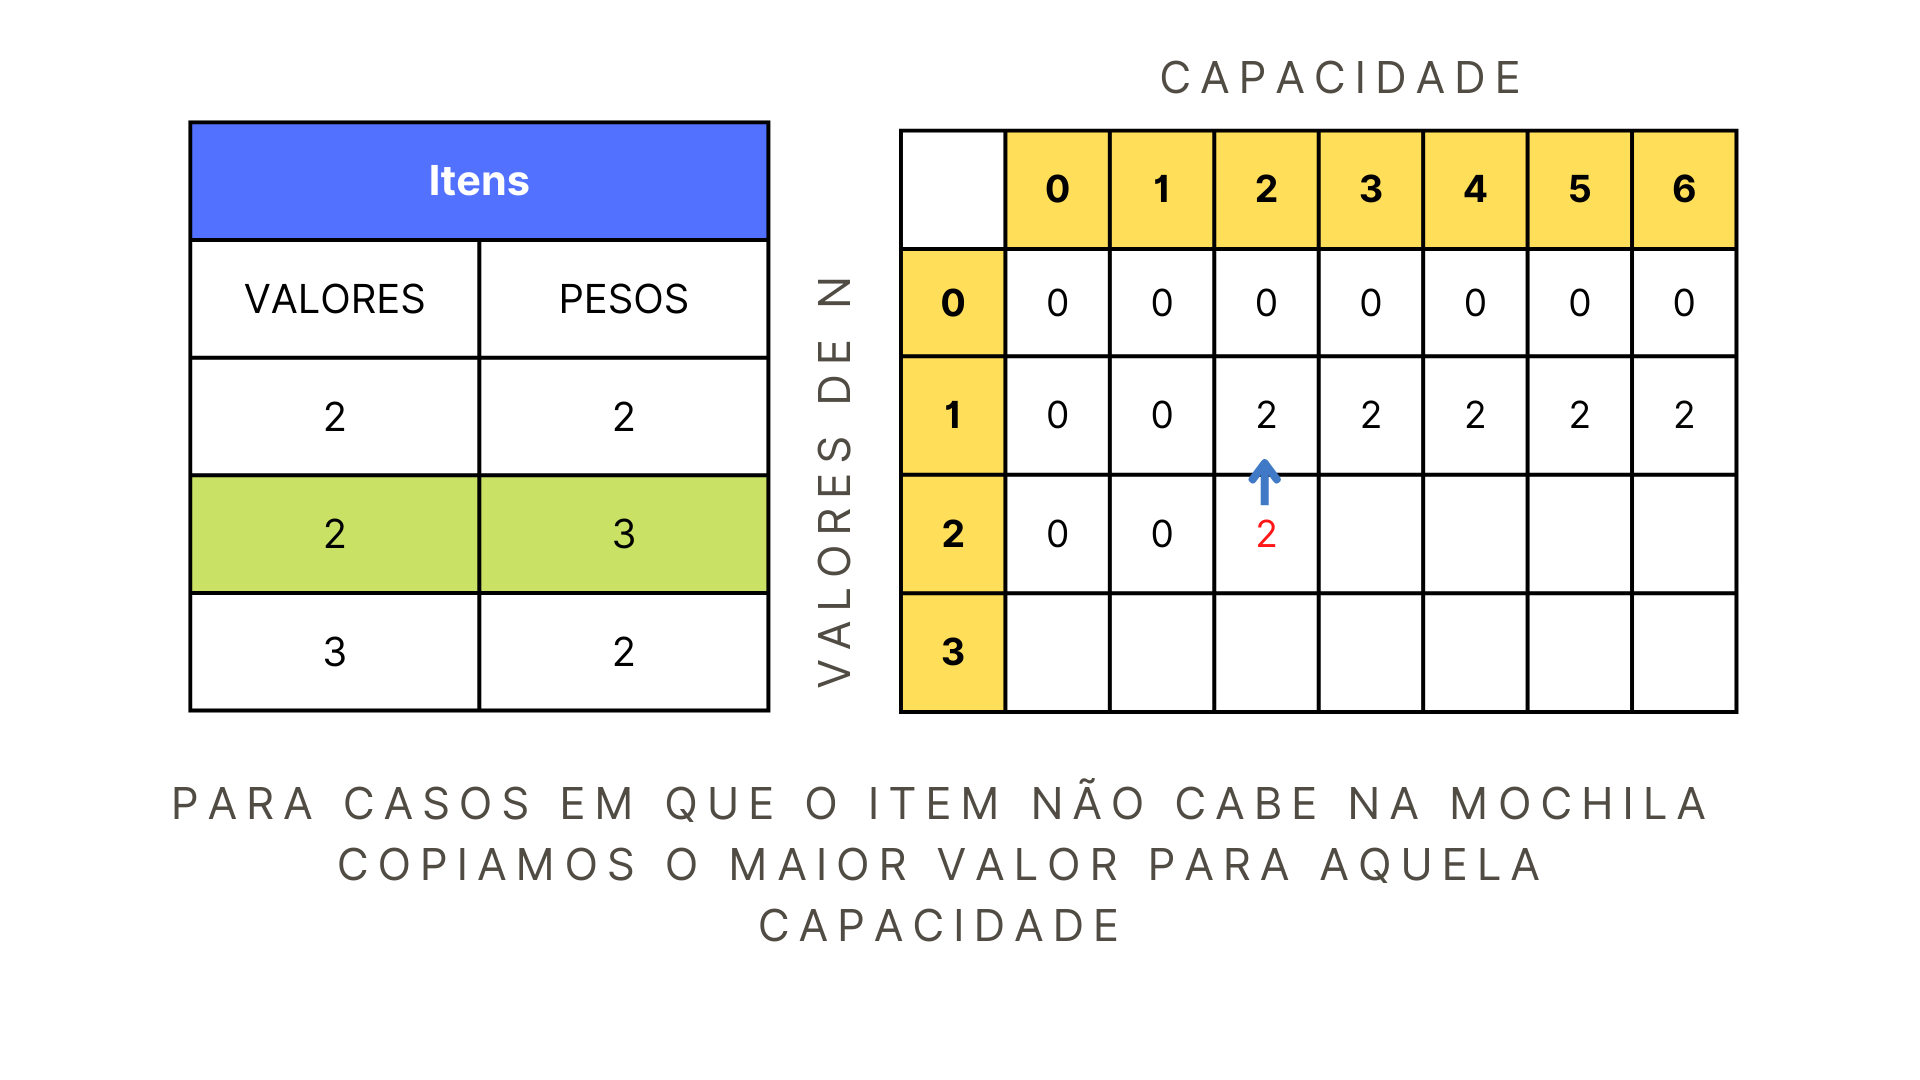 CAPACIDADE
Itens
VALORES PESOS
2 2
2 3
3 2
VALORES DE N
0 1 2 3 4 5 6
0 0 0 0 0 0 0 0
1 0 0 2 2 2 2 2
2 0 0 2
3
PARA CASOS EM QUE O ITEM NÃO CABE NA MOCHILA
COPIAMOS O MAIOR VALOR PARA AQUELA
CAPACIDADE